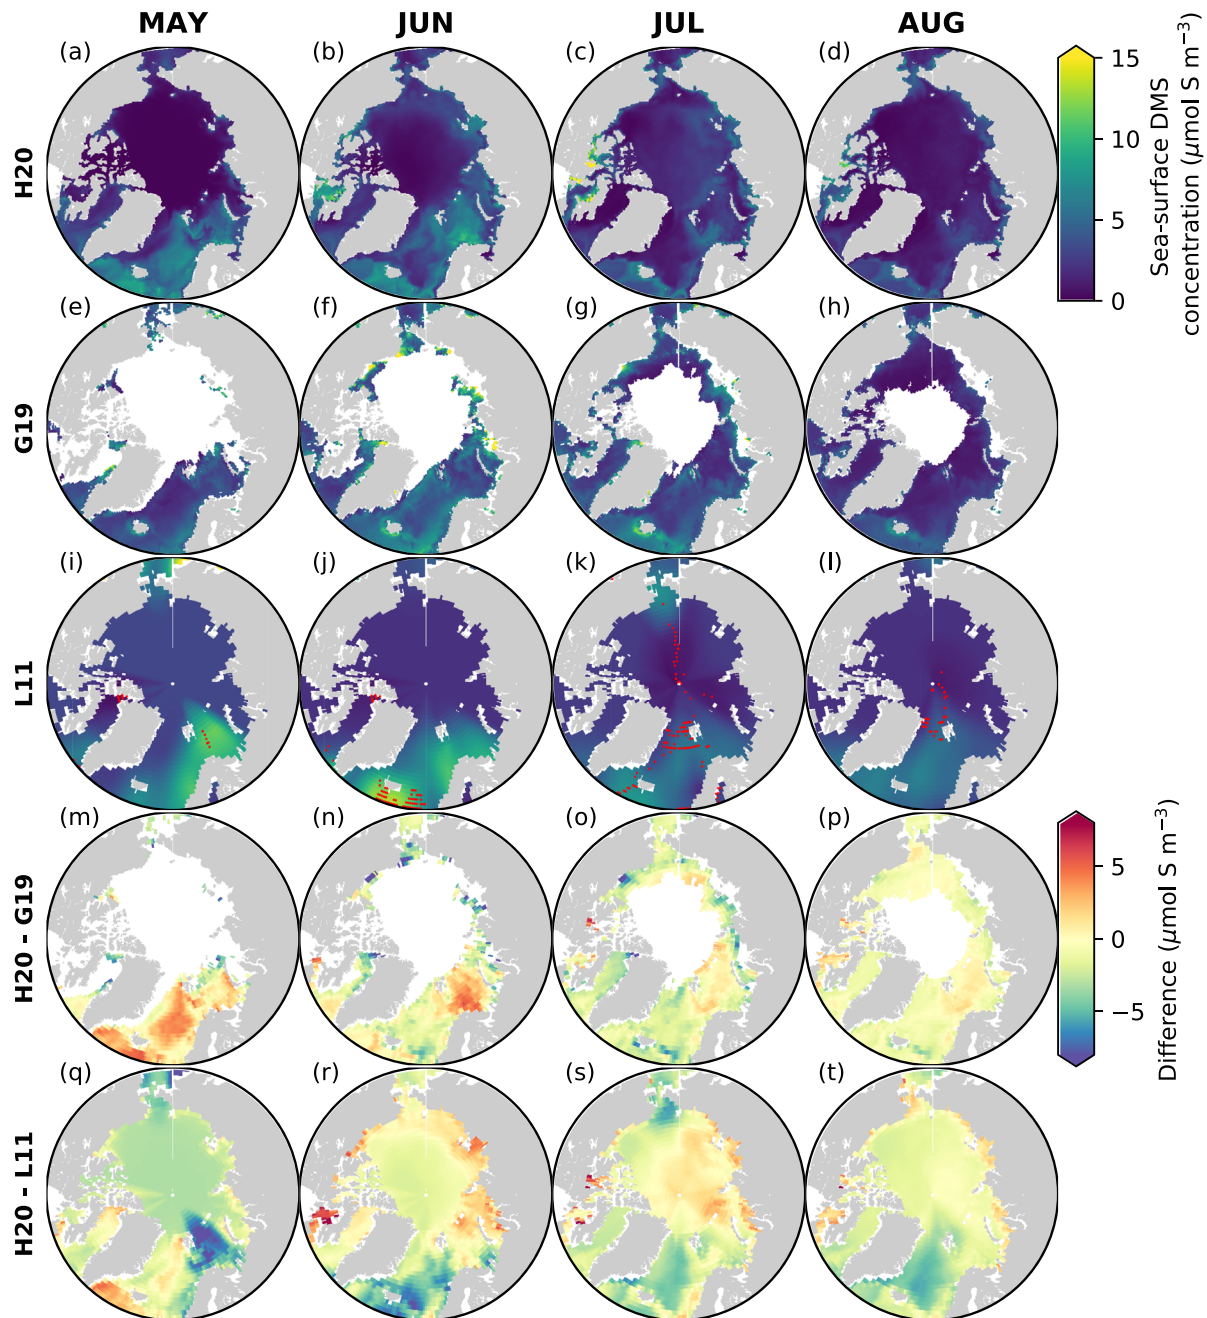 MAY JUN JUL AUG
(a) (b) (c) (d)
H20
15
10
5
0
Sea-surface DMS
concentration (μmol S m⁻³)
(e) (f) (g) (h)
G19
(i) (j) (k) (l)
L11
(m) (n) (o) (p)
H20 - G19
5
0
−5
Difference (μmol S m⁻³)
(q) (r) (s) (t)
H20 - L11